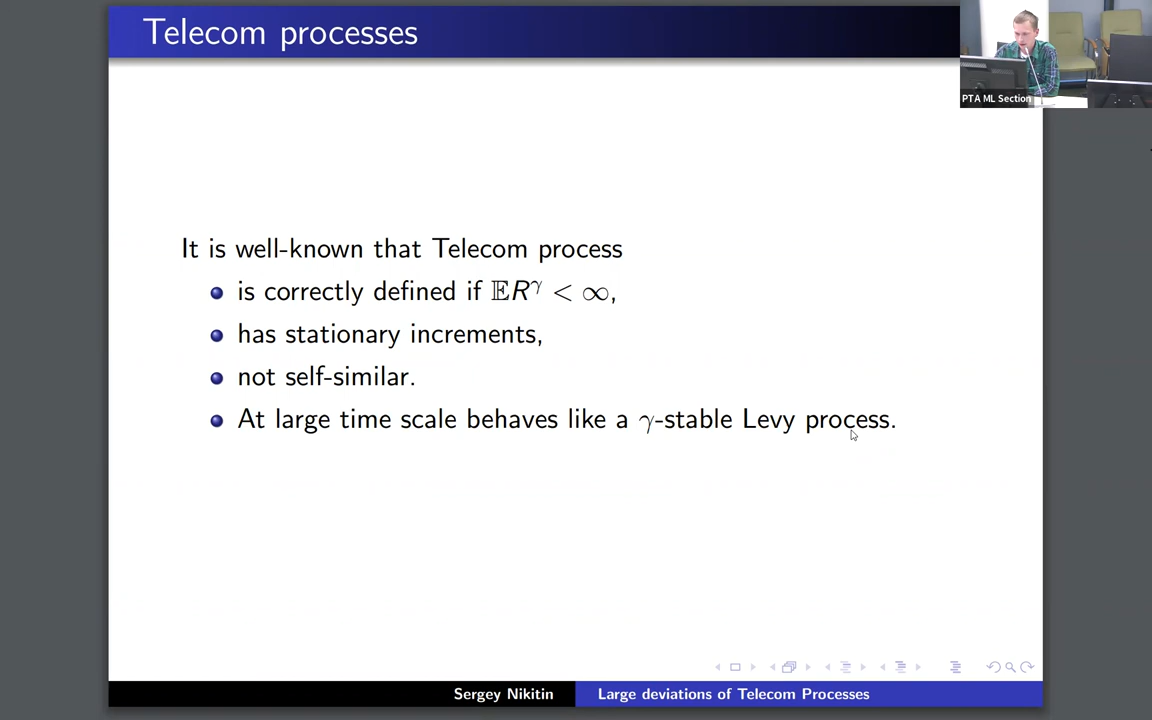 Telecom processes
PTA ML Section
It is well-known that Telecom process
is correctly defined if 𝔼R^γ < ∞,
has stationary increments,
not self-similar.
At large time scale behaves like a γ-stable Levy process.
Sergey Nikitin
Large deviations of Telecom Processes